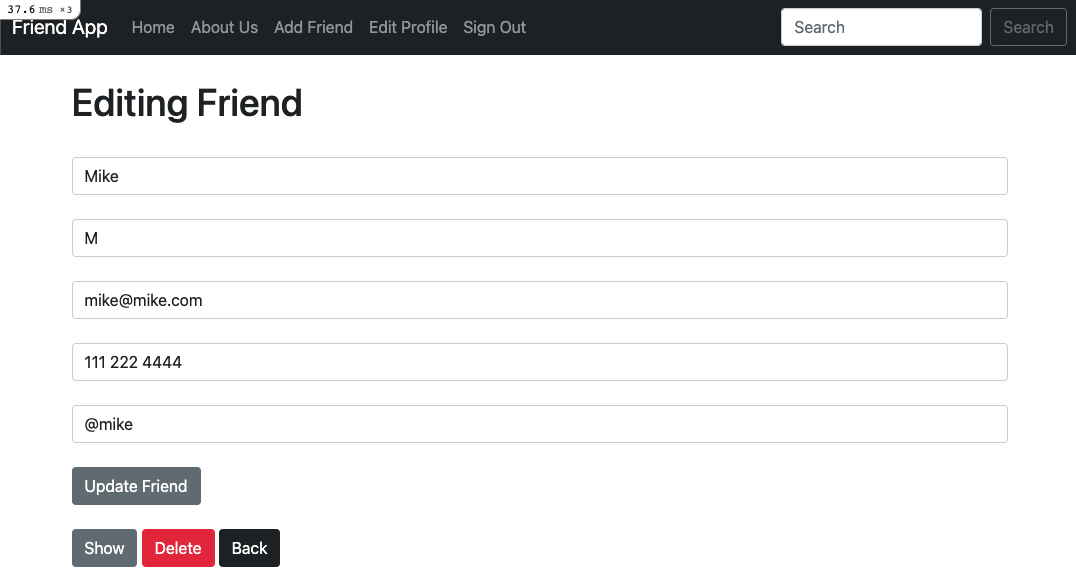 37.6 ms ×3
Friend App Home About Us Add Friend Edit Profile Sign Out Search Search
Editing Friend
Mike
M
mike@mike.com
111 222 4444
@mike
Update Friend
Show Delete Back